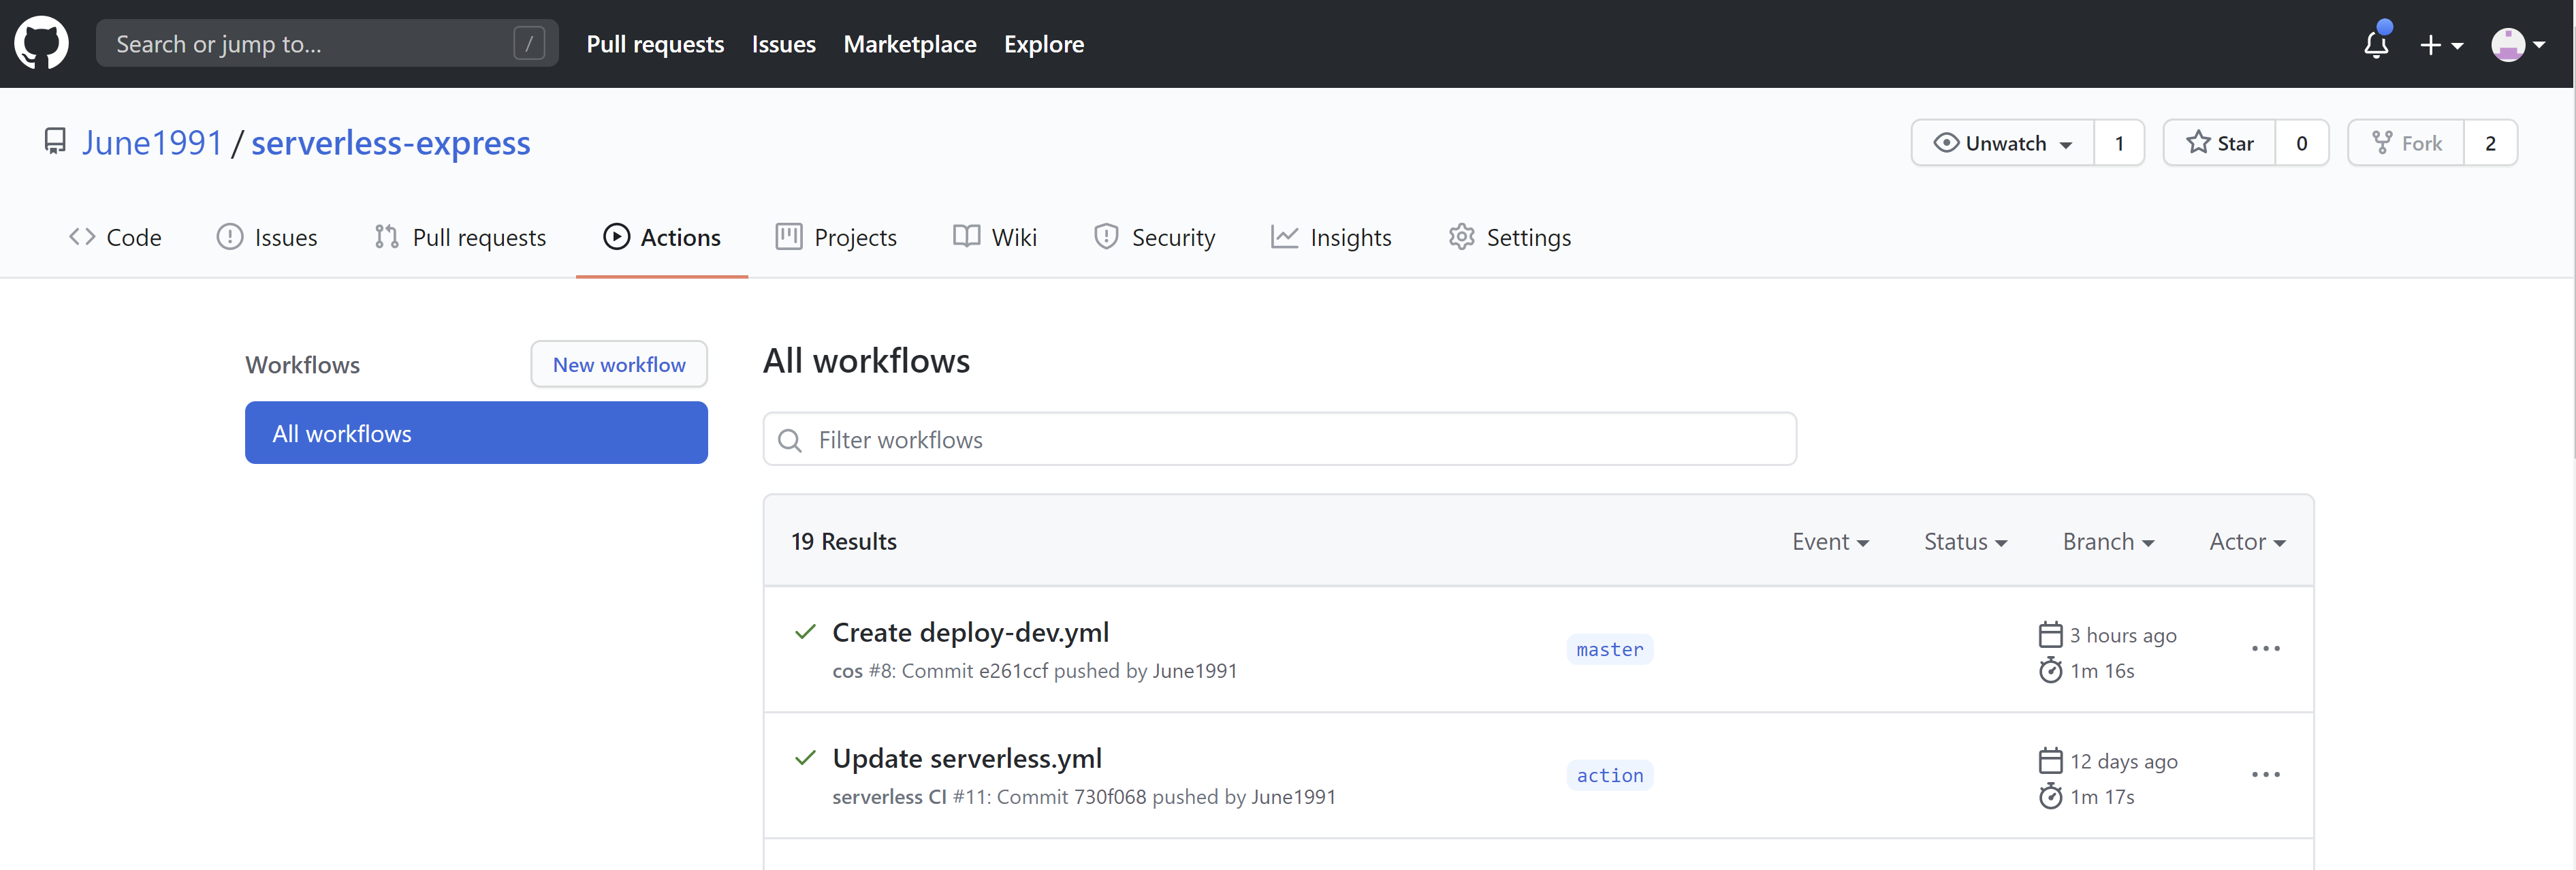 Search or jump to... /
Pull requests Issues Marketplace Explore
June1991 / serverless-express
Unwatch 1 Star 0 Fork 2
Code Issues Pull requests Actions Projects Wiki Security Insights Settings
Workflows
New workflow
All workflows
All workflows
Filter workflows
19 Results Event Status Branch Actor
Create deploy-dev.yml
cos #8: Commit e261ccf pushed by June1991
master
3 hours ago
1m 16s
Update serverless.yml
serverless CI #11: Commit 730f068 pushed by June1991
action
12 days ago
1m 17s